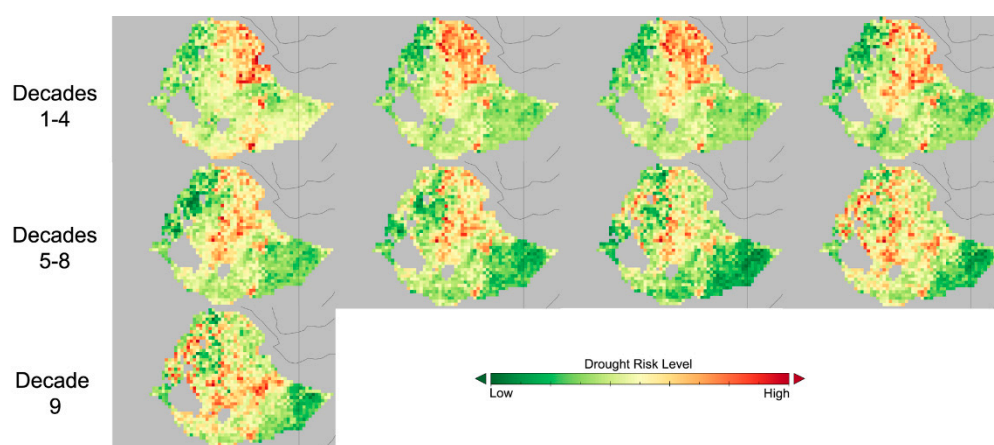 Decades
1-4
Decades
5-8
Decade
9
Drought Risk Level
Low High